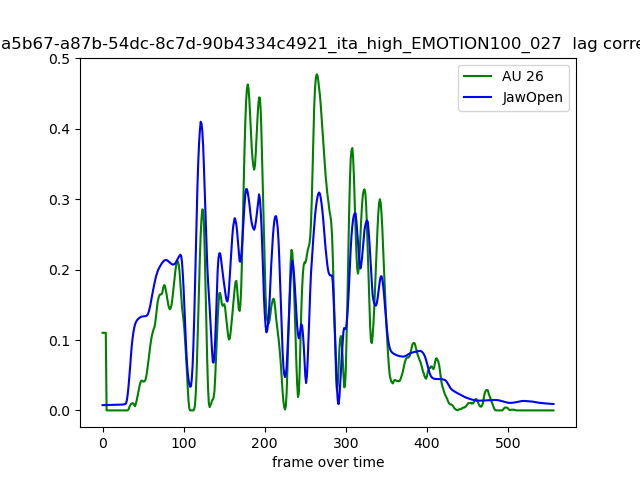 a5b67-a87b-54dc-8c7d-90b4334c4921_ita_high_EMOTION100_027 lag corre
AU 26
JawOpen
0.5
0.4
0.3
0.2
0.1
0.0
0 100 200 300 400 500
frame over time